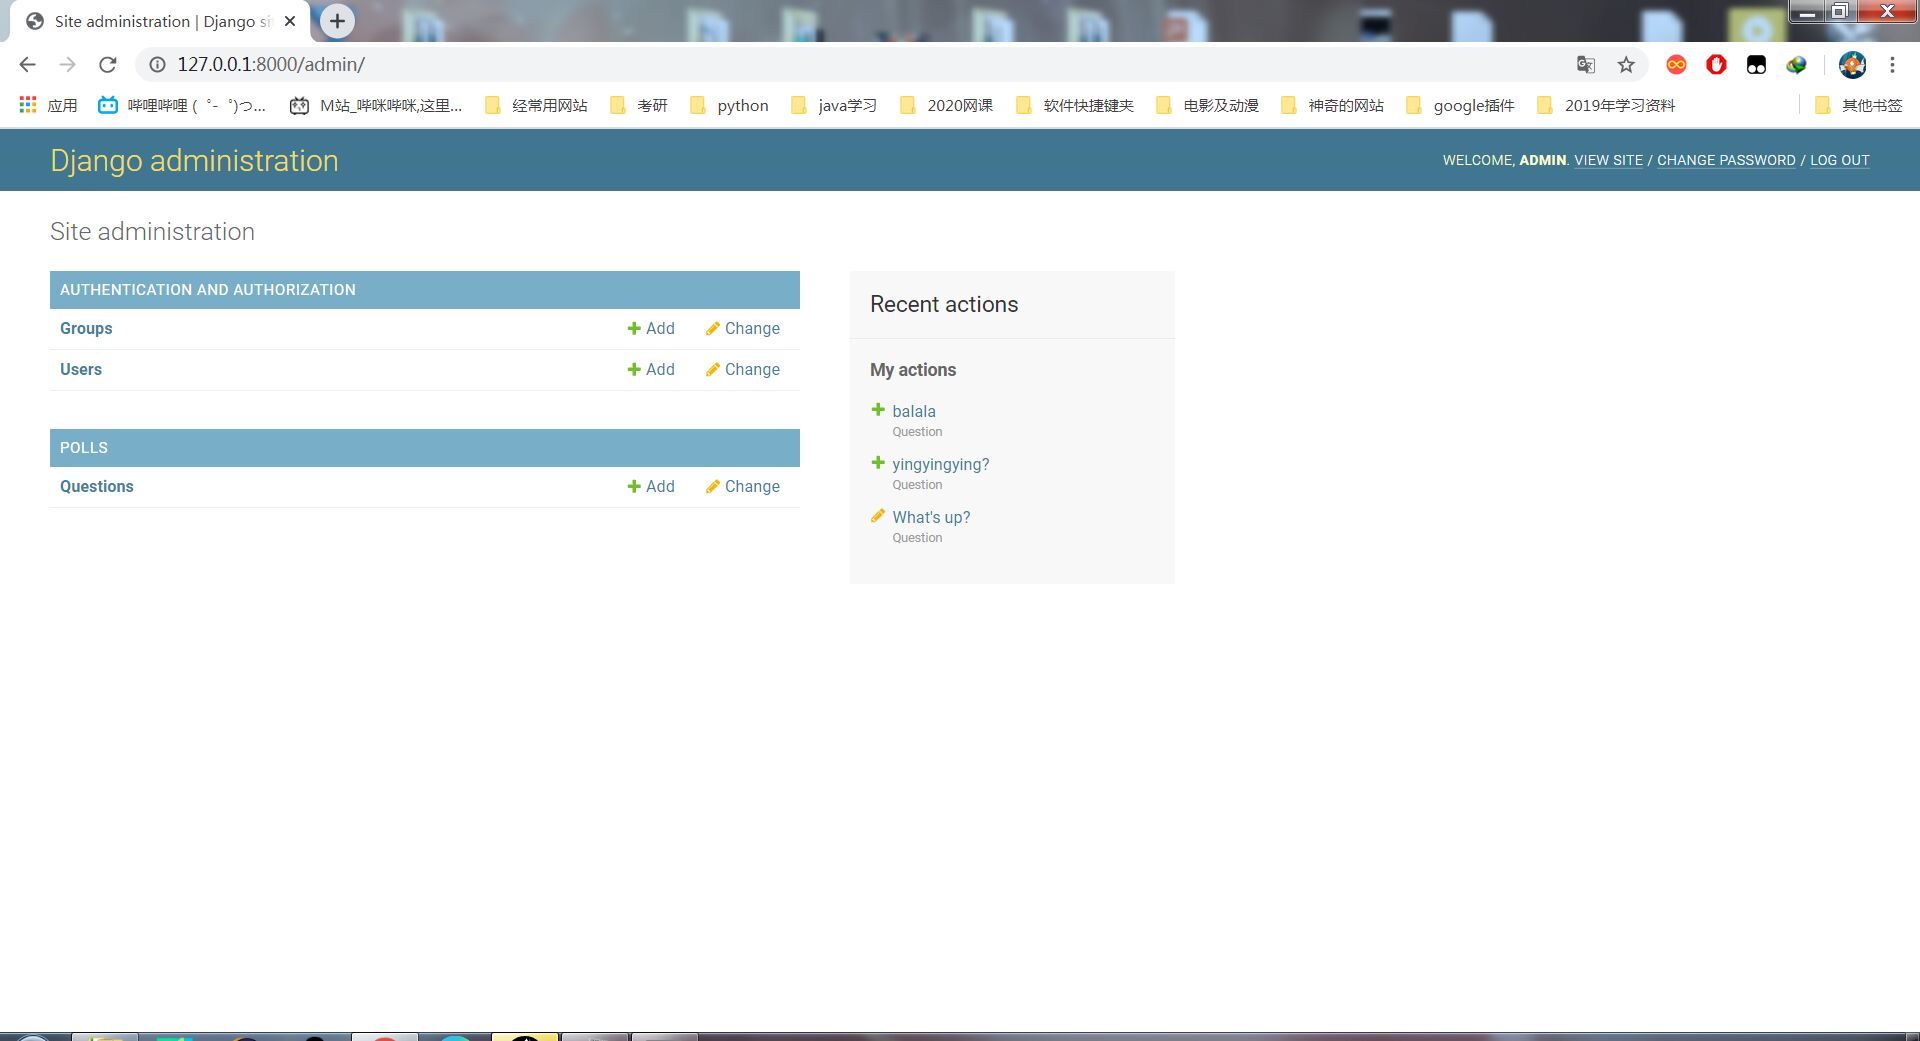 Site administration | Django si
127.0.0.1:8000/admin/
应用 哔哩哔哩 (゜-゜)つ... M站_哔咪哔咪,这里... 经常用网站 考研 python java学习 2020网课 软件快捷键夹 电影及动漫 神奇的网站 google插件 2019年学习资料 其他书签
Django administration
WELCOME, ADMIN. VIEW SITE / CHANGE PASSWORD / LOG OUT
Site administration
AUTHENTICATION AND AUTHORIZATION
Groups Add Change
Users Add Change
POLLS
Questions Add Change
Recent actions
My actions
balala
Question
yingyingying?
Question
What's up?
Question